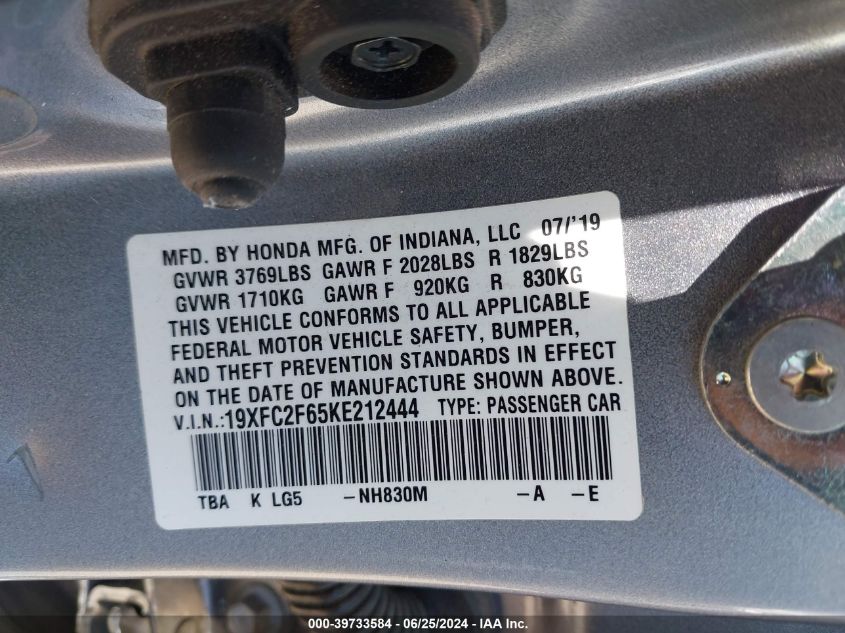 MFD. BY HONDA MFG. OF INDIANA, LLC 07/'19
GVWR 3769LBS GAWR F 2028LBS R 1829LBS
GVWR 1710KG GAWR F 920KG R 830KG
THIS VEHICLE CONFORMS TO ALL APPLICABLE
FEDERAL MOTOR VEHICLE SAFETY, BUMPER,
AND THEFT PREVENTION STANDARDS IN EFFECT
ON THE DATE OF MANUFACTURE SHOWN ABOVE.
V.I.N.:19XFC2F65KE212444 TYPE: PASSENGER CAR
TBA K LG5 -NH830M -A -E
000-39733584 / 06/25/2024 / IAA Inc.